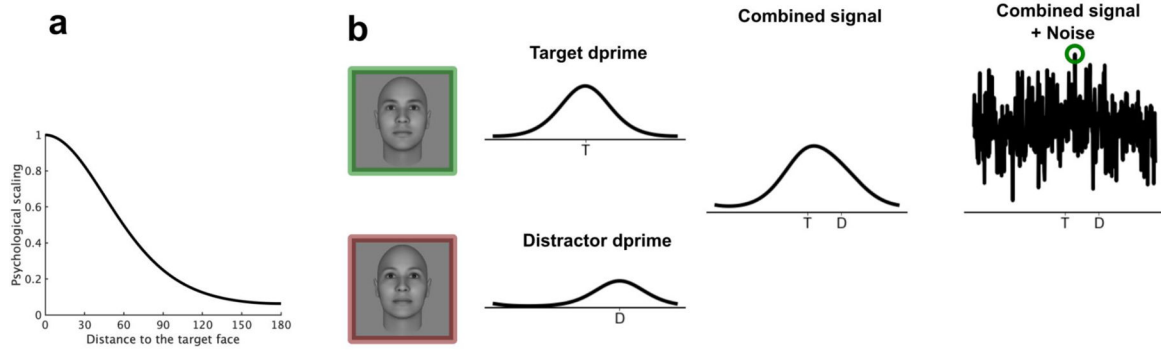 a
Psychological scaling
1
0.8
0.6
0.4
0.2
0
0
30
60
90
120
150
180
Distance to the target face
b
Target dprime
T
Distractor dprime
D
Combined signal
T
D
Combined signal
+ Noise
T
D